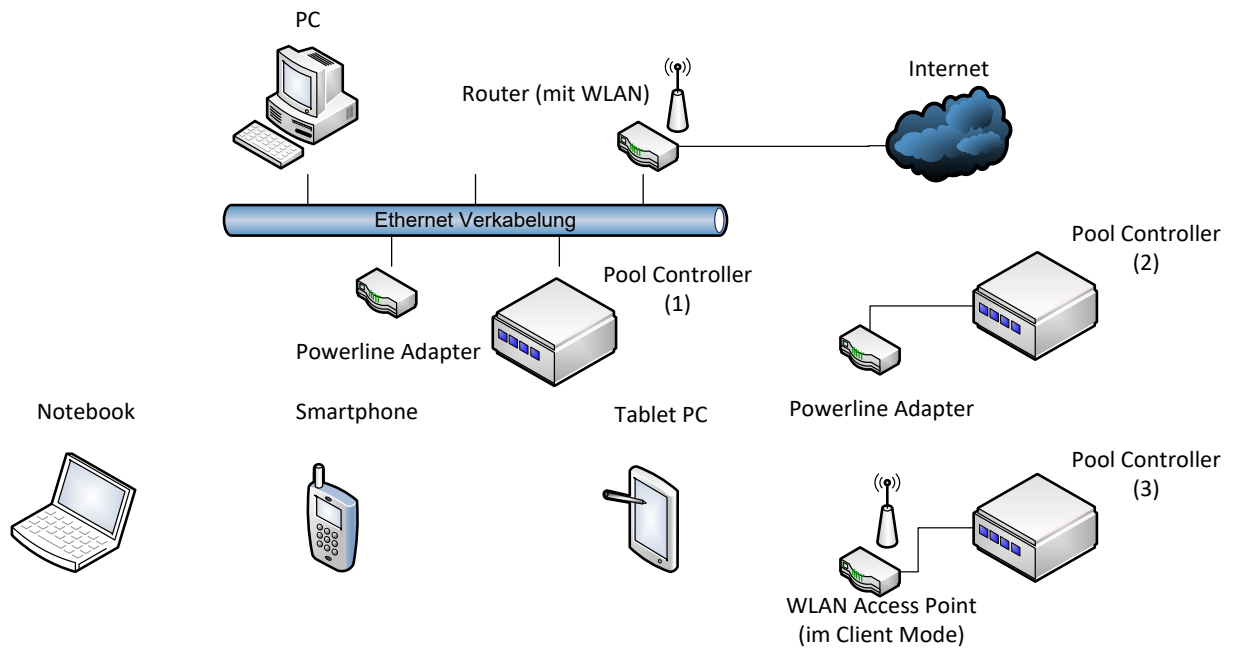 PC
Router (mit WLAN)
Internet
Ethernet Verkabelung
Pool Controller
(1)
Pool Controller
(2)
Powerline Adapter
Notebook
Smartphone
Tablet PC
Powerline Adapter
Pool Controller
(3)
WLAN Access Point
(im Client Mode)